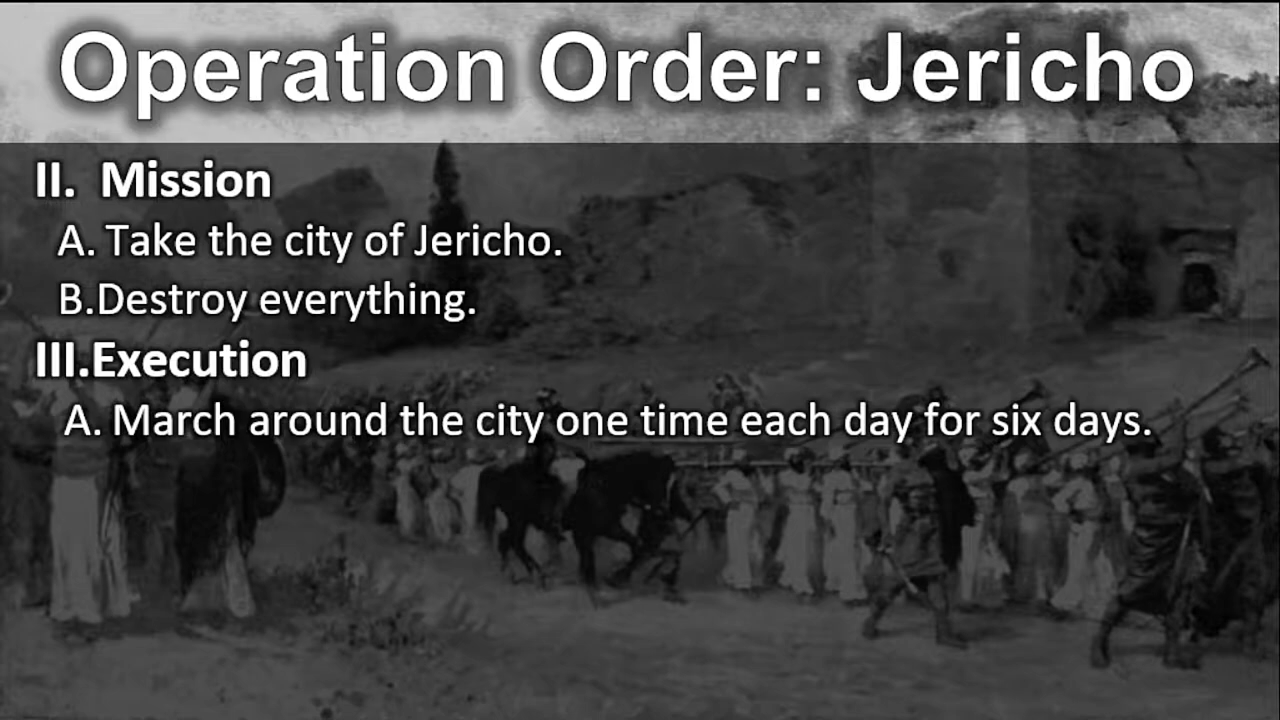 Operation Order: Jericho
II. Mission
A. Take the city of Jericho.
B.Destroy everything.
III.Execution
A. March around the city one time each day for six days.